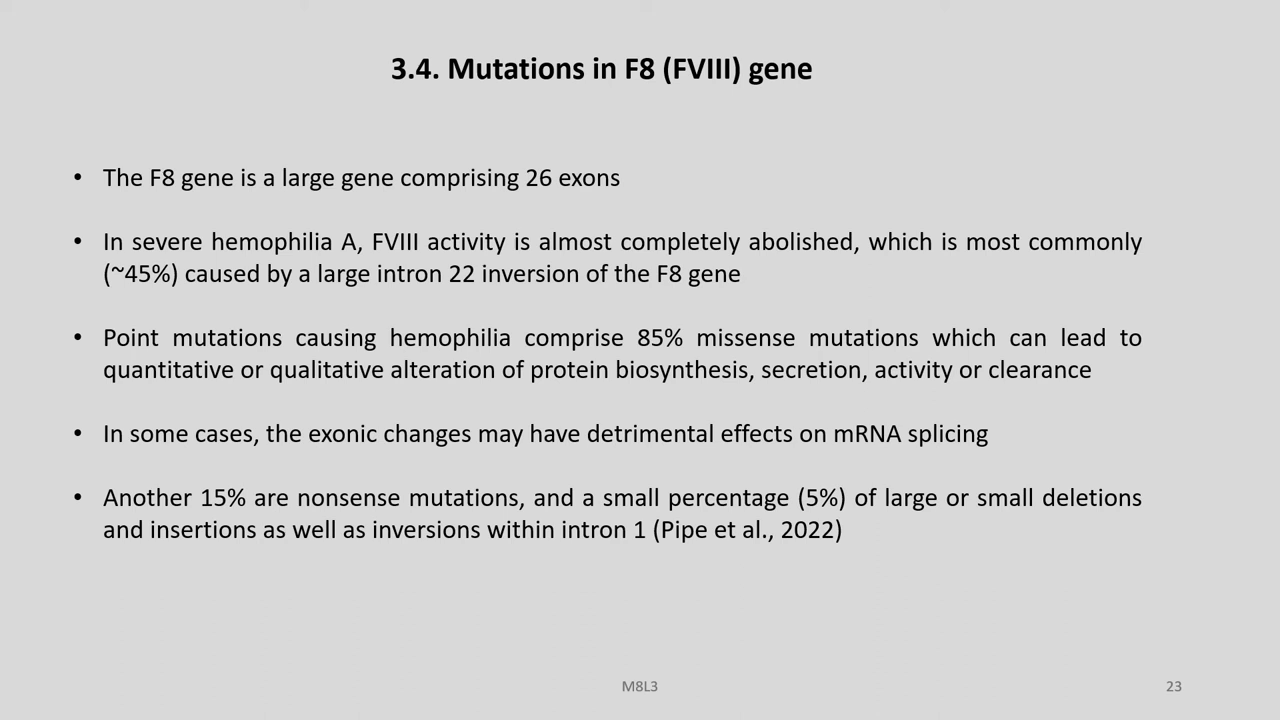 3.4. Mutations in F8 (FVIII) gene
• The F8 gene is a large gene comprising 26 exons
• In severe hemophilia A, FVIII activity is almost completely abolished, which is most commonly
(~45%) caused by a large intron 22 inversion of the F8 gene
• Point mutations causing hemophilia comprise 85% missense mutations which can lead to
quantitative or qualitative alteration of protein biosynthesis, secretion, activity or clearance
• In some cases, the exonic changes may have detrimental effects on mRNA splicing
• Another 15% are nonsense mutations, and a small percentage (5%) of large or small deletions
and insertions as well as inversions within intron 1 (Pipe et al., 2022)
M8L3
23